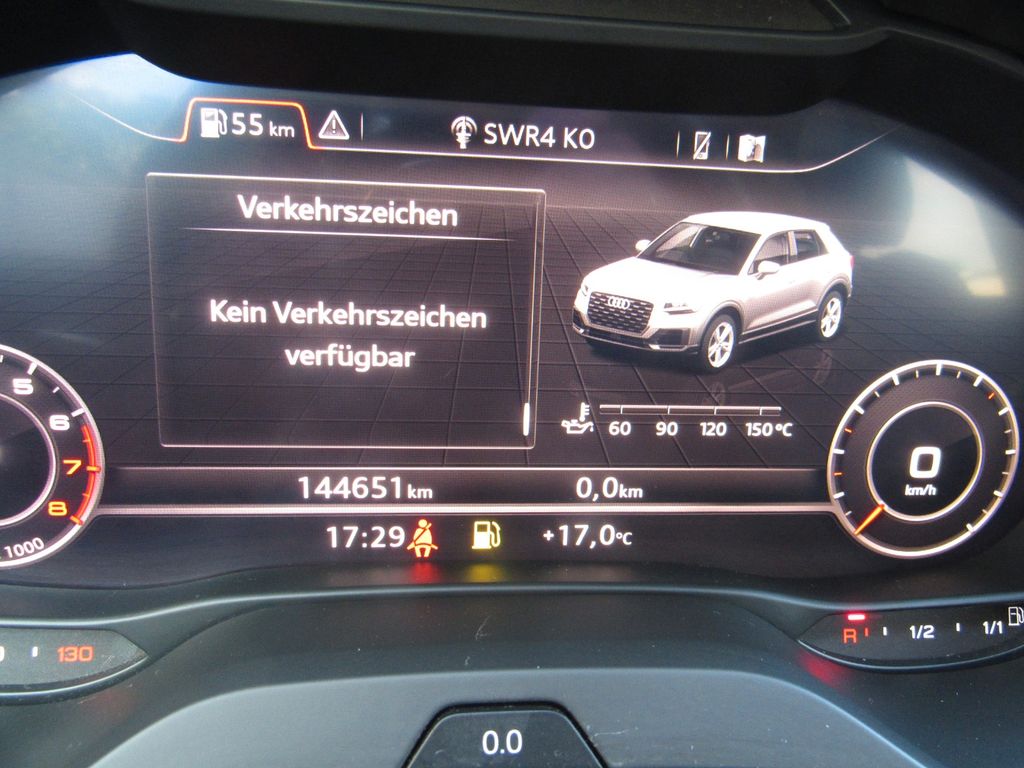 55 km
SWR4 KO
Verkehrszeichen
Kein Verkehrszeichen
verfügbar
60 90 120 150 °C
5
6
7
8
1000
0
km/h
144651 km 0,0 km
17:29 +17,0 °C
130
R 1/2 1/1
0.0